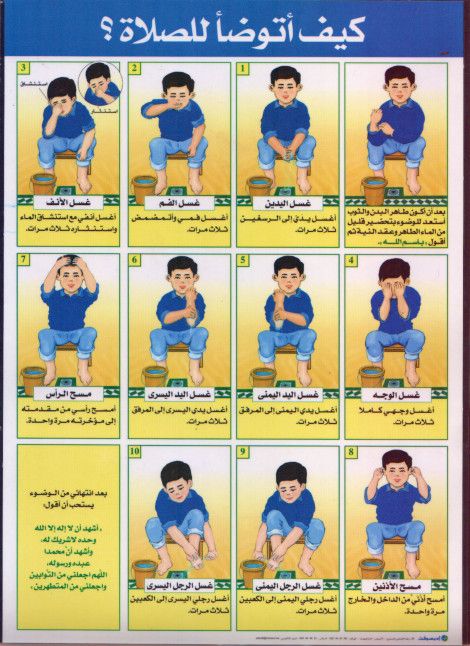 كيف أتوضأ للصلاة ؟
بعد أن أكون طاهر البدن والثوب
أستعد للوضوء بتحضير قليل
من الماء الطاهر وعقد النية ثم
أقول: « بسم الله »
1
غسل اليدين
أغسل يدي إلى الرسغين
ثلاث مرات.
2
غسل الفم
أغسل فمي وأتمضمض
ثلاث مرات.
3
استنشاق
استنثار
غسل الأنف
أغسل أنفي مع استنشاق الماء
واستنثاره ثلاث مرات.
4
غسل الوجه
أغسل وجهي كاملاً
ثلاث مرات.
5
غسل اليد اليمنى
أغسل يدي اليمنى إلى المرفق
ثلاث مرات.
6
غسل اليد اليسرى
أغسل يدي اليسرى إلى المرفق
ثلاث مرات.
7
مسح الرأس
أمسح رأسي من مقدمته
إلى مؤخرته مرة واحدة.
8
مسح الأذنين
أمسح أذني من الداخل والخارج
مرة واحدة.
9
غسل الرجل اليمنى
أغسل رجلي اليمنى إلى الكعبين
ثلاث مرات.
10
غسل الرجل اليسرى
أغسل رجلي اليسرى إلى الكعبين
ثلاث مرات.
بعد انتهائي من الوضوء
يستحب أن أقول:
« أشهد أن لا إله إلا الله
وحده لاشريك له،
وأشهد أن محمدا
عبده ورسوله،
اللهم اجعلني من التوابين
واجعلني من المتطهرين »